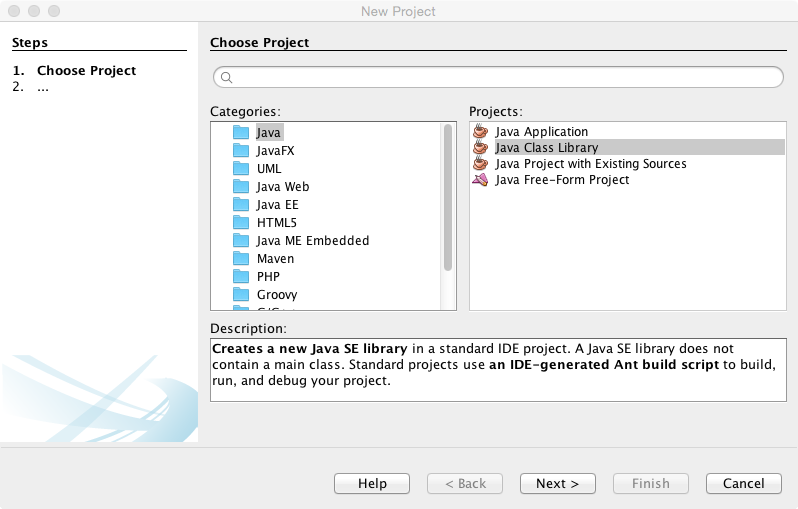 New Project
Steps
1. Choose Project
2. ...
Choose Project
Categories:
Java
JavaFX
UML
Java Web
Java EE
HTML5
Java ME Embedded
Maven
PHP
Groovy
Projects:
Java Application
Java Class Library
Java Project with Existing Sources
Java Free-Form Project
Description:
Creates a new Java SE library in a standard IDE project. A Java SE library does not
contain a main class. Standard projects use an IDE-generated Ant build script to build,
run, and debug your project.
Help
< Back
Next >
Finish
Cancel